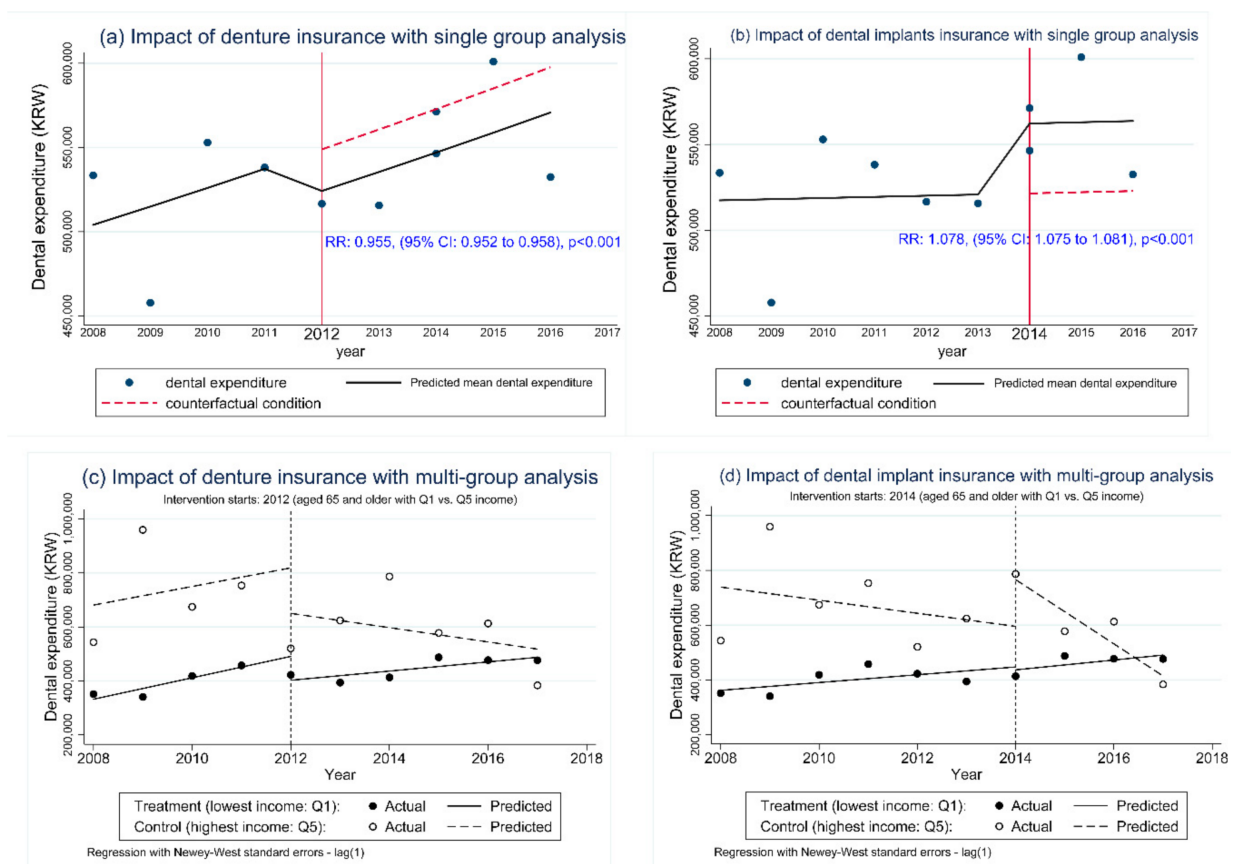 (a) Impact of denture insurance with single group analysis
Dental expenditure (KRW)
600,000
550,000
500,000
450,000
RR: 0.955, (95% CI: 0.952 to 0.958), p<0.001
2008 2009 2010 2011 2012 2013 2014 2015 2016 2017
year
dental expenditure Predicted mean dental expenditure
counterfactual condition
(b) Impact of dental implants insurance with single group analysis
Dental expenditure (KRW)
600,000
550,000
500,000
450,000
RR: 1.078, (95% CI: 1.075 to 1.081), p<0.001
2008 2009 2010 2011 2012 2013 2014 2015 2016 2017
year
dental expenditure Predicted mean dental expenditure
counterfactual condition
(c) Impact of denture insurance with multi-group analysis
Intervention starts: 2012 (aged 65 and older with Q1 vs. Q5 income)
Dental expenditure (KRW)
1,000,000
800,000
600,000
400,000
200,000
2008 2010 2012 2014 2016 2018
Year
Treatment (lowest income: Q1): Actual Predicted
Control (highest income: Q5): Actual Predicted
Regression with Newey-West standard errors - lag(1)
(d) Impact of dental implant insurance with multi-group analysis
Intervention starts: 2014 (aged 65 and older with Q1 vs. Q5 income)
Dental expenditure (KRW)
1,000,000
800,000
600,000
400,000
200,000
2008 2010 2012 2014 2016 2018
Year
Treatment (lowest income: Q1): Actual Predicted
Control (highest income: Q5): Actual Predicted
Regression with Newey-West standard errors - lag(1)